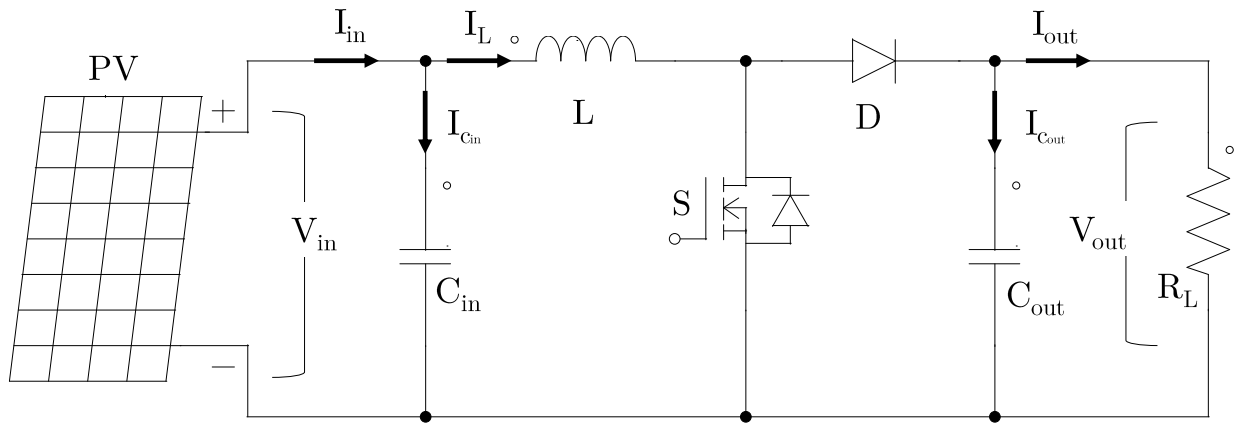 I_in
I_L
I_out
PV
+
L
D
I_Cin
I_Cout
S
V_in
V_out
C_in
C_out
R_L
−